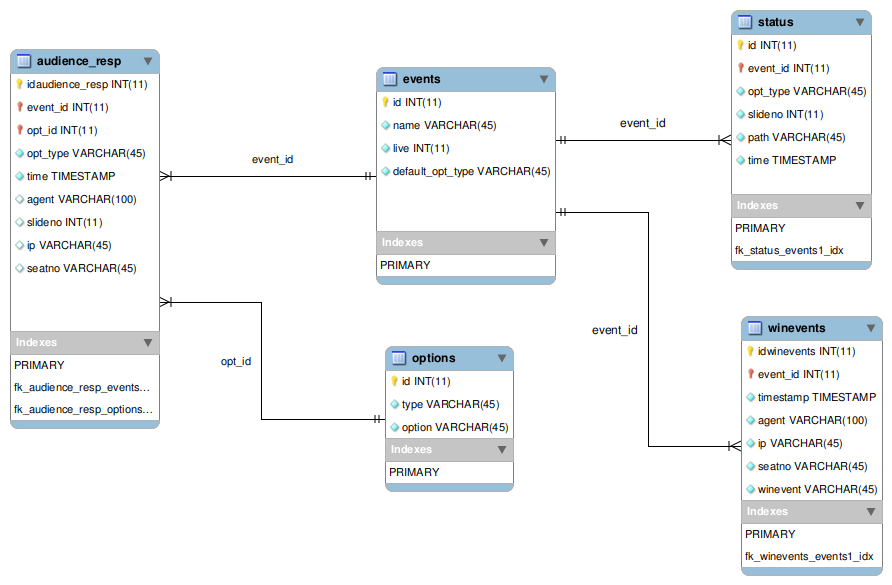 audience_resp
idaudience_resp INT(11)
event_id INT(11)
opt_id INT(11)
opt_type VARCHAR(45)
time TIMESTAMP
agent VARCHAR(100)
slideno INT(11)
ip VARCHAR(45)
seatno VARCHAR(45)
Indexes
PRIMARY
fk_audience_resp_events...
fk_audience_resp_options...
event_id
opt_id
events
id INT(11)
name VARCHAR(45)
live INT(11)
default_opt_type VARCHAR(45)
Indexes
PRIMARY
options
id INT(11)
type VARCHAR(45)
option VARCHAR(45)
Indexes
PRIMARY
event_id
event_id
status
id INT(11)
event_id INT(11)
opt_type VARCHAR(45)
slideno INT(11)
path VARCHAR(45)
time TIMESTAMP
Indexes
PRIMARY
fk_status_events1_idx
winevents
idwinevents INT(11)
event_id INT(11)
timestamp TIMESTAMP
agent VARCHAR(100)
ip VARCHAR(45)
seatno VARCHAR(45)
winevent VARCHAR(45)
Indexes
PRIMARY
fk_winevents_events1_idx